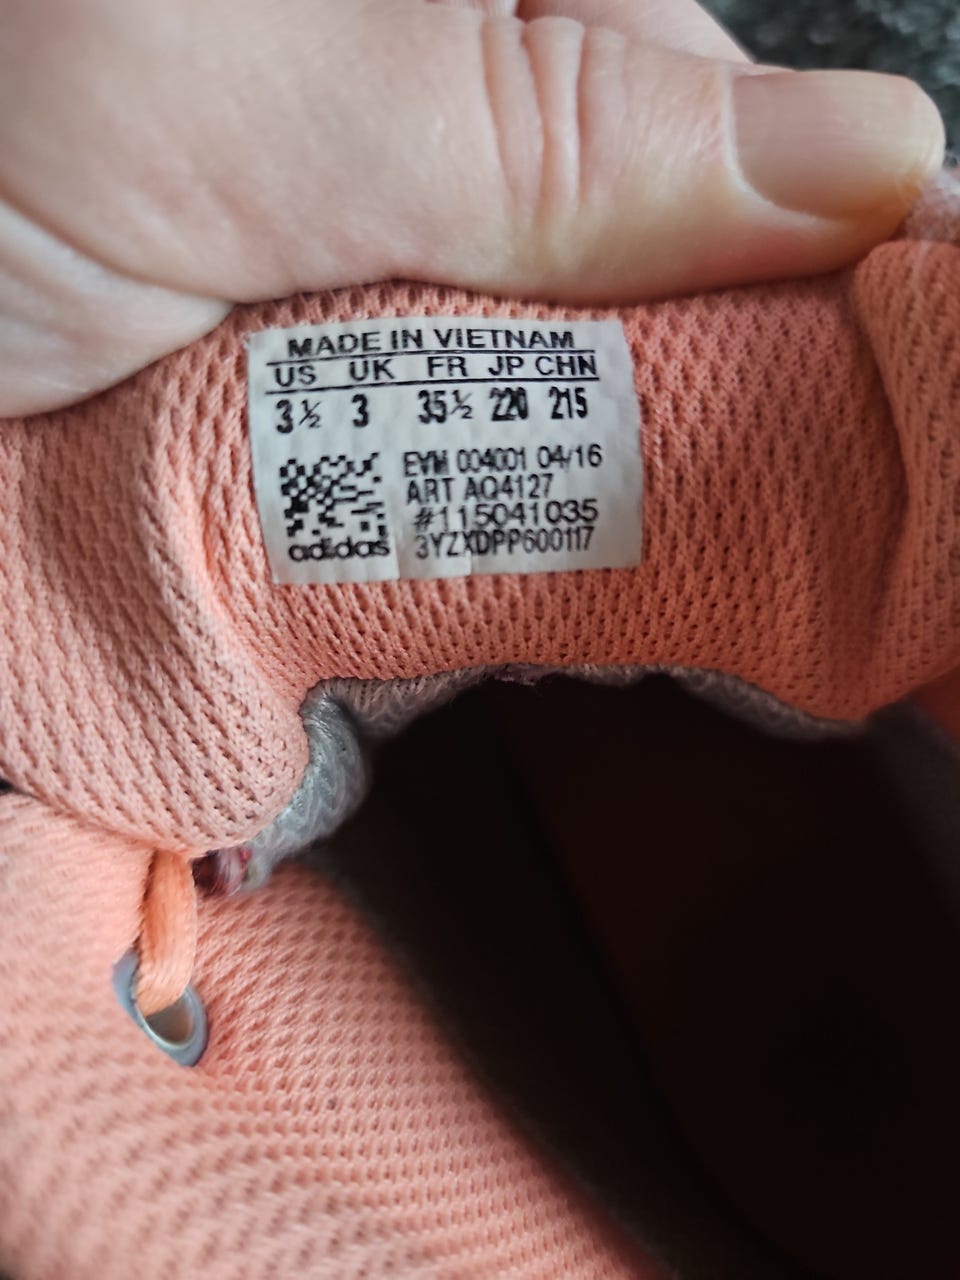 MADE IN VIETNAM
US UK FR JP CHN
3½ 3 35½ 220 215
EVM 004001 04/16
ART AQ4127
#115041035
3YZXDPP600117
adidas